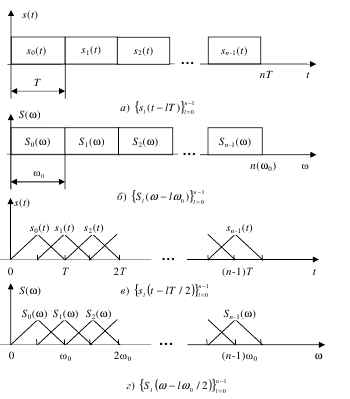 s(t)
s₀(t) s₁(t) s₂(t) ... sₙ₋₁(t)
T nT t
а) {sₗ(t − lT)}ₗ₌₀ⁿ⁻¹
S(ω)
S₀(ω) S₁(ω) S₂(ω) ... Sₙ₋₁(ω)
ω₀ n(ω₀) ω
б) {Sₗ(ω − lω₀)}ₗ₌₀ⁿ⁻¹
s(t)
s₀(t) s₁(t) s₂(t) sₙ₋₁(t)
0 T 2T ... (n-1)T t
в) {sₗ(t − lT / 2)}ₗ₌₀ⁿ⁻¹
S(ω)
S₀(ω) S₁(ω) S₂(ω) Sₙ₋₁(ω)
0 ω₀ 2ω₀ ... (n-1)ω₀ ω
г) {Sₗ(ω − lω₀ / 2)}ₗ₌₀ⁿ⁻¹